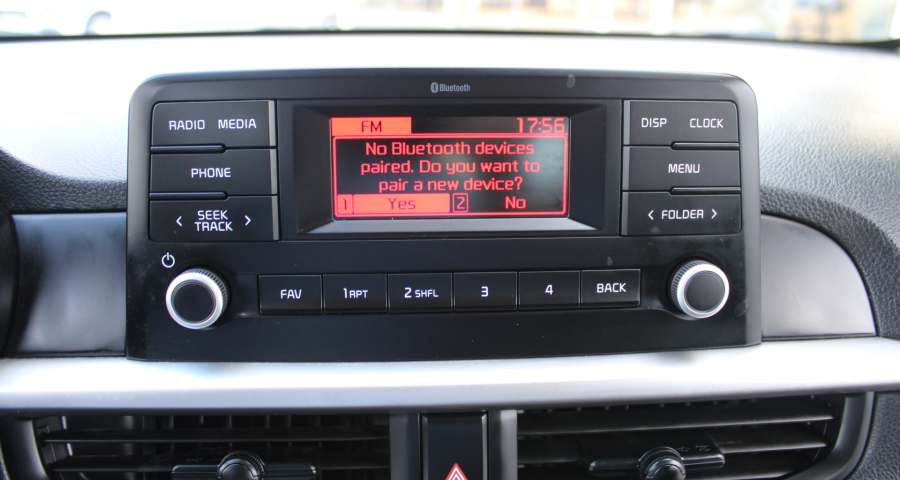 Bluetooth
RADIO MEDIA
PHONE
< SEEK TRACK >
FM 17:56
No Bluetooth devices
paired. Do you want to
pair a new device?
1 Yes 2 No
DISP CLOCK
MENU
< FOLDER >
FAV 1 RPT 2 SHFL 3 4 BACK